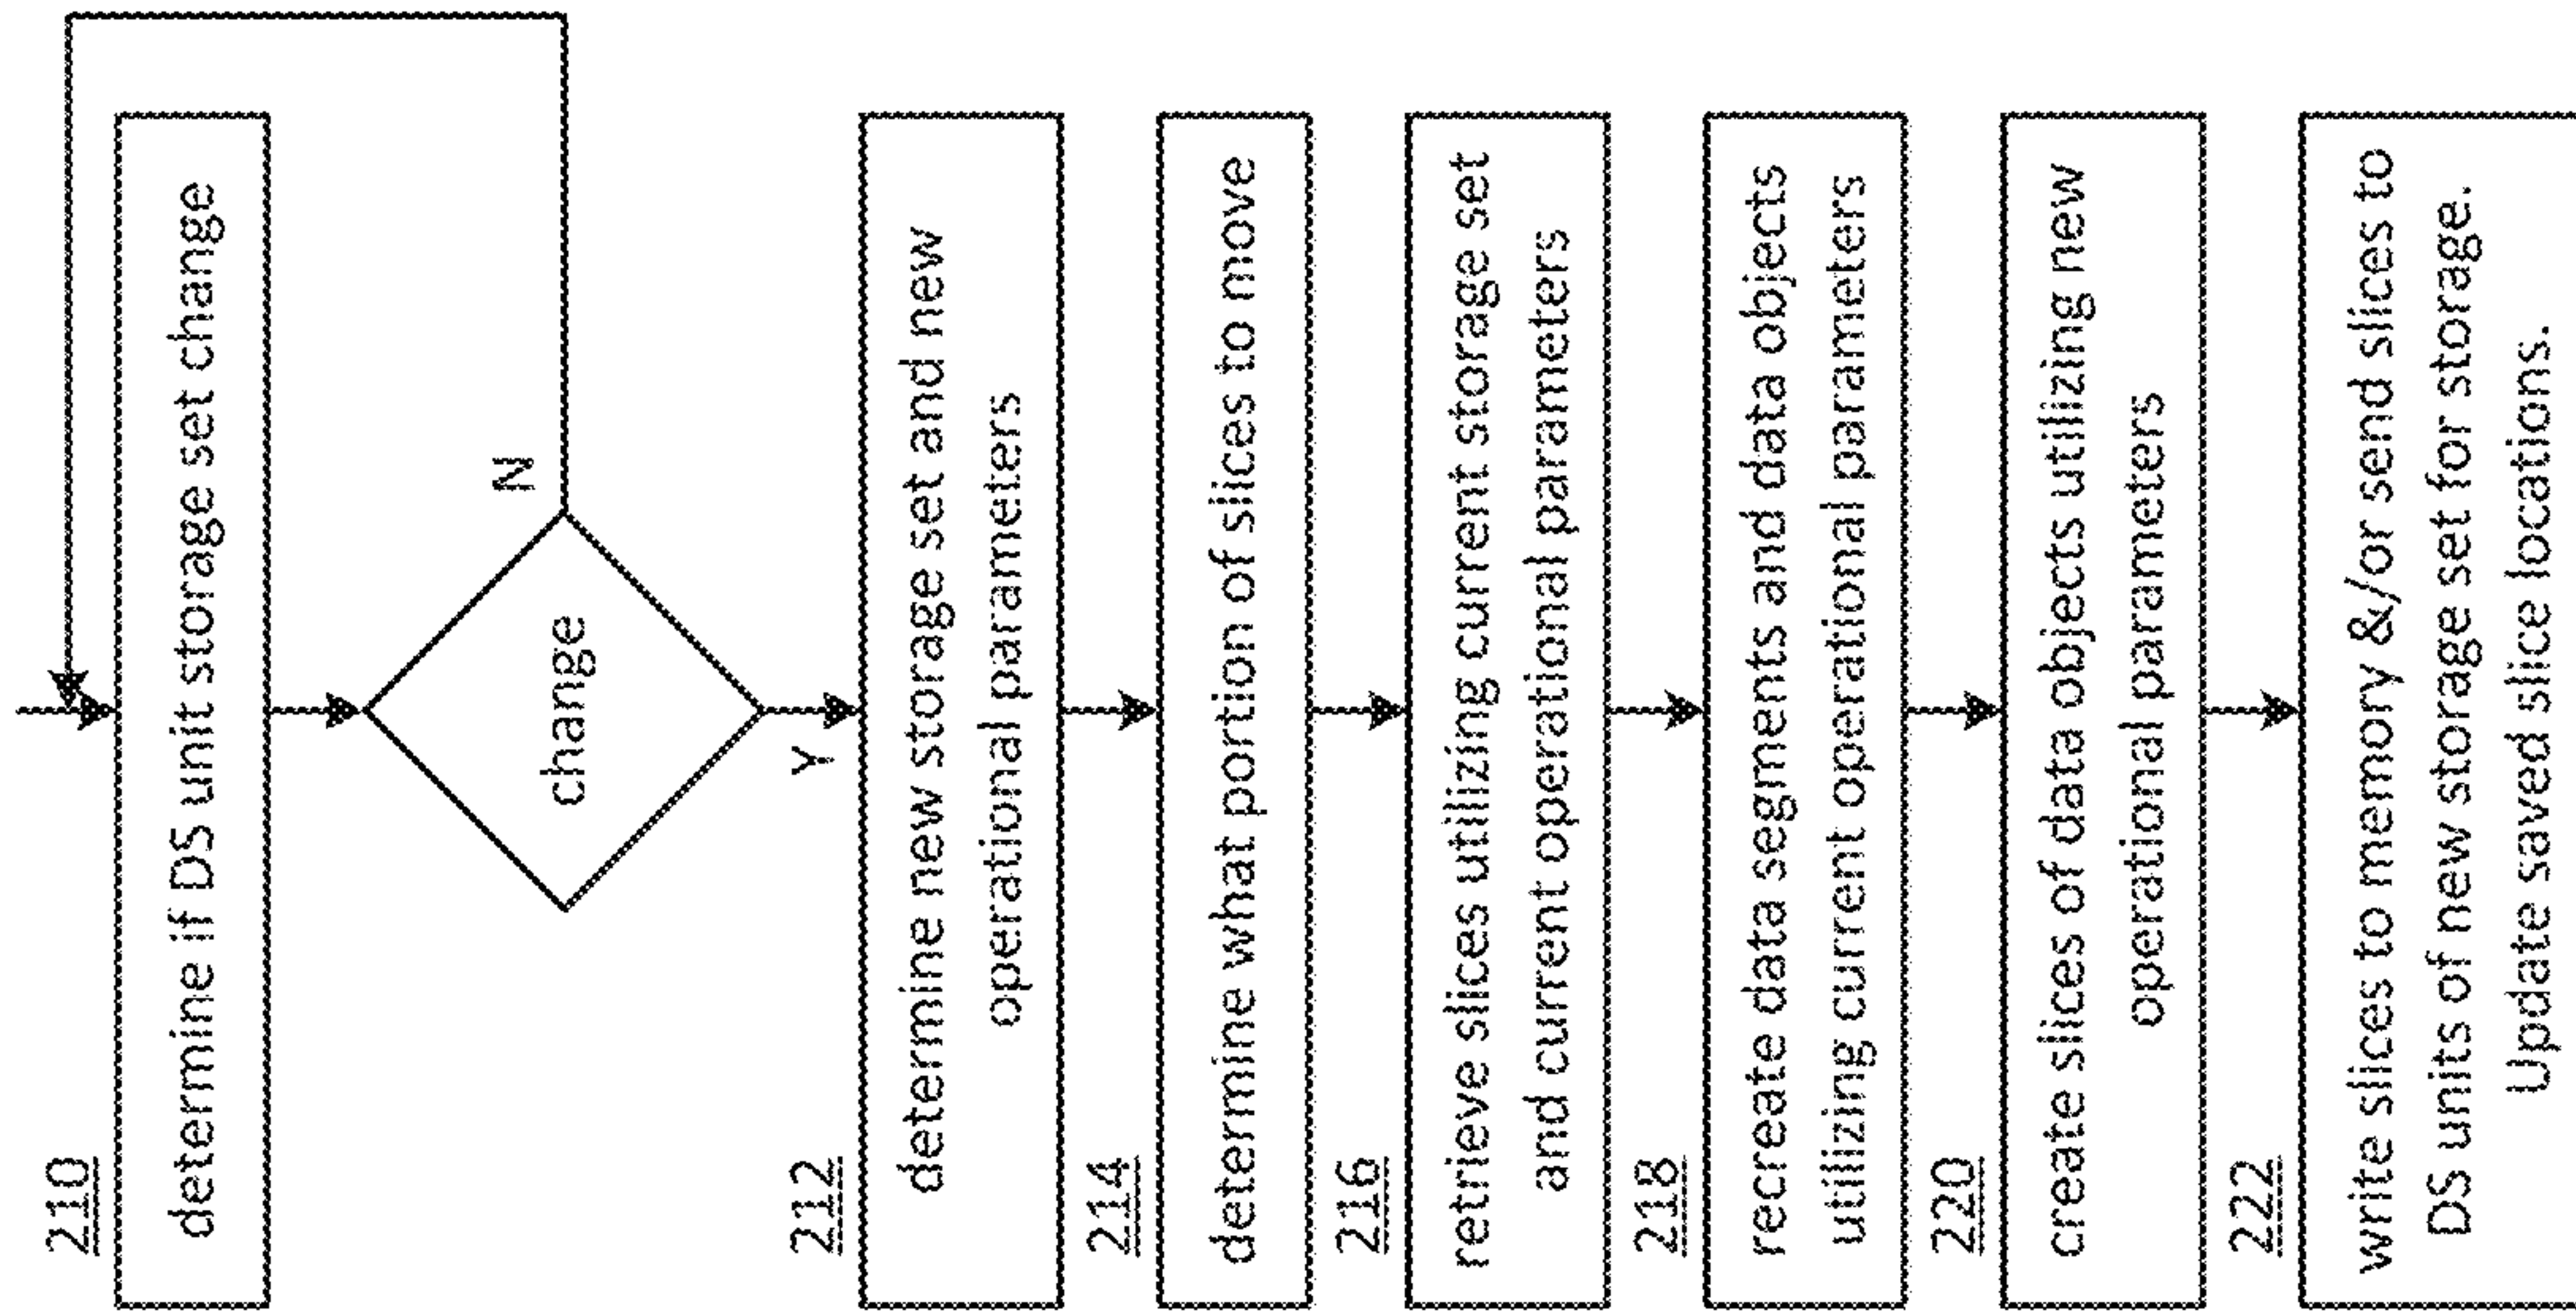 210
determine if DS unit storage set change
change
N
Y
212
determine new storage set and new
operational parameters
214
determine what portion of slices to move
216
retrieve slices utilizing current storage set
and current operational parameters
218
recreate data segments and data objects
utilizing current operational parameters
220
create slices of data objects utilizing new
operational parameters
222
write slices to memory &/or send slices to
DS units of new storage set for storage.
Update saved slice locations.